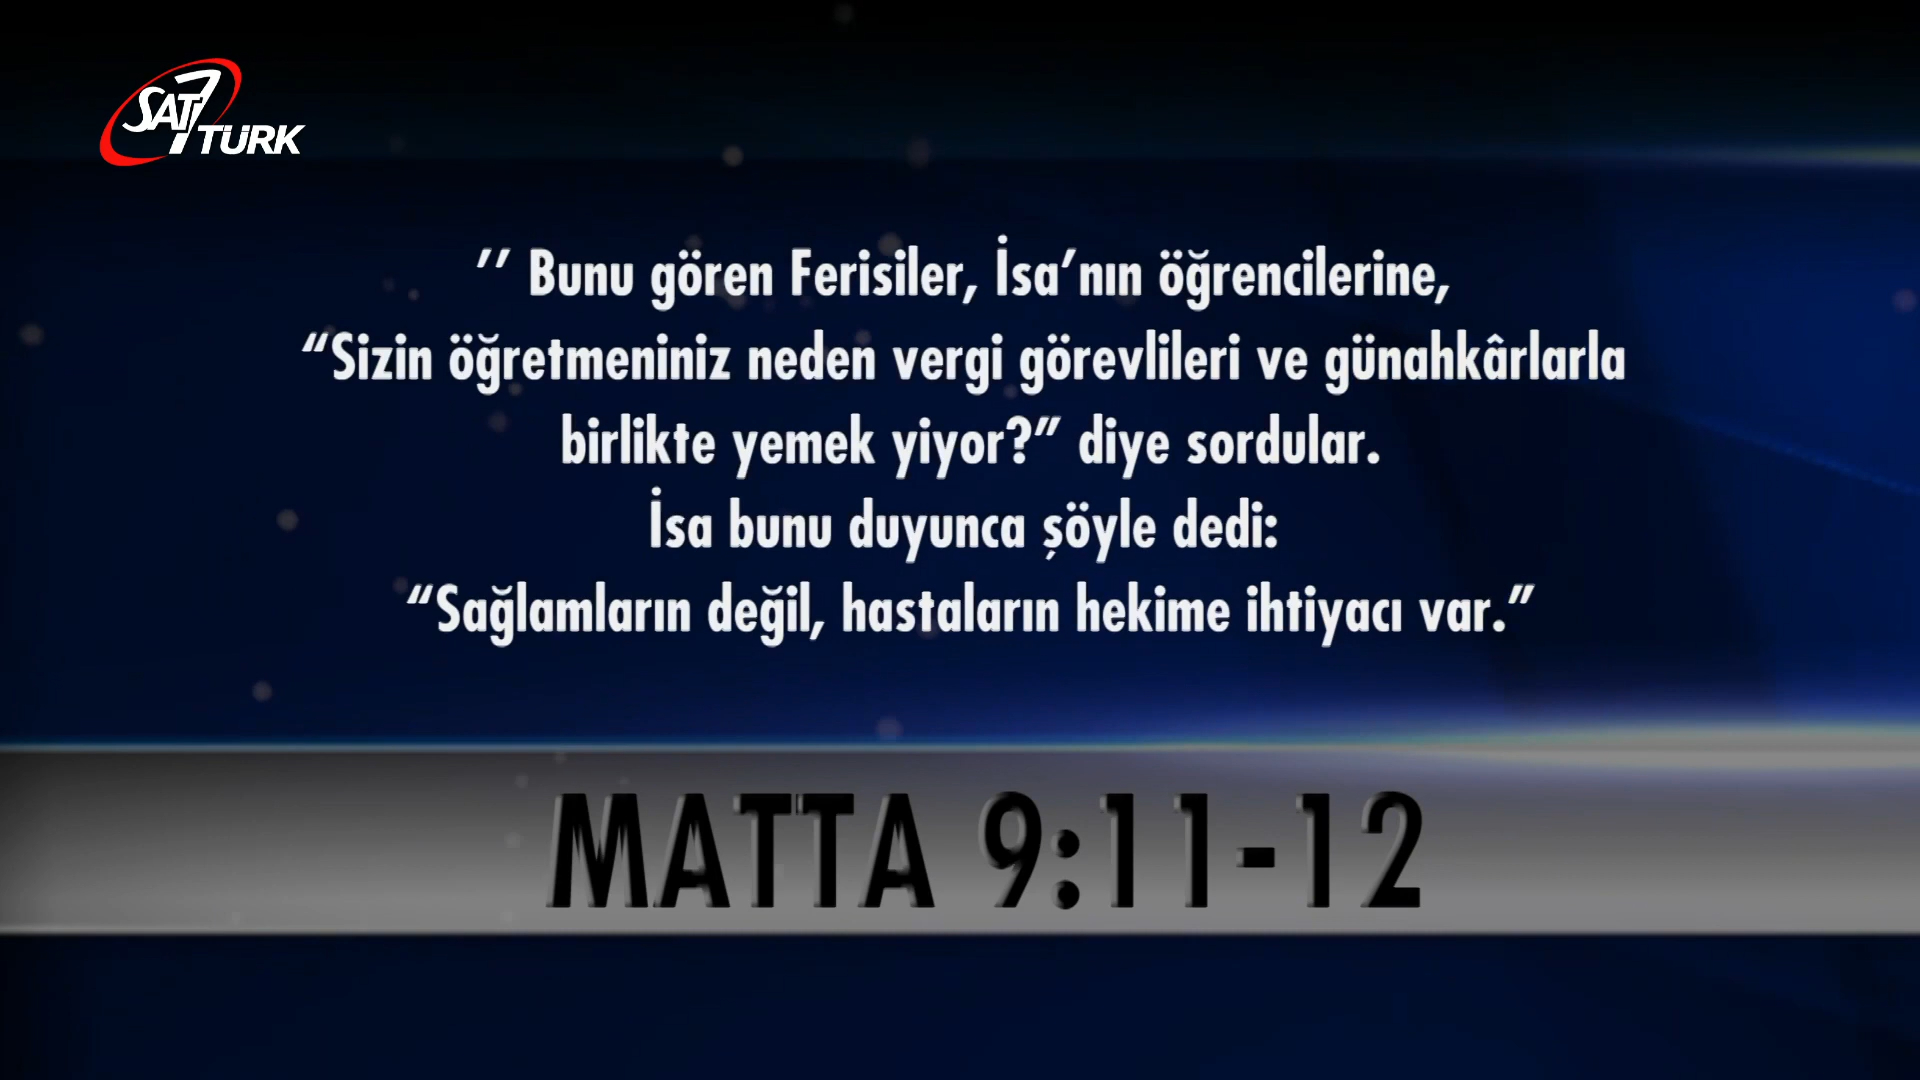 SAT7 TÜRK
’’ Bunu gören Ferisiler, İsa’nın öğrencilerine,
“Sizin öğretmeniniz neden vergi görevlileri ve günahkârlarla
birlikte yemek yiyor?” diye sordular.
İsa bunu duyunca şöyle dedi:
“Sağlamların değil, hastaların hekime ihtiyacı var.”
MATTA 9:11-12